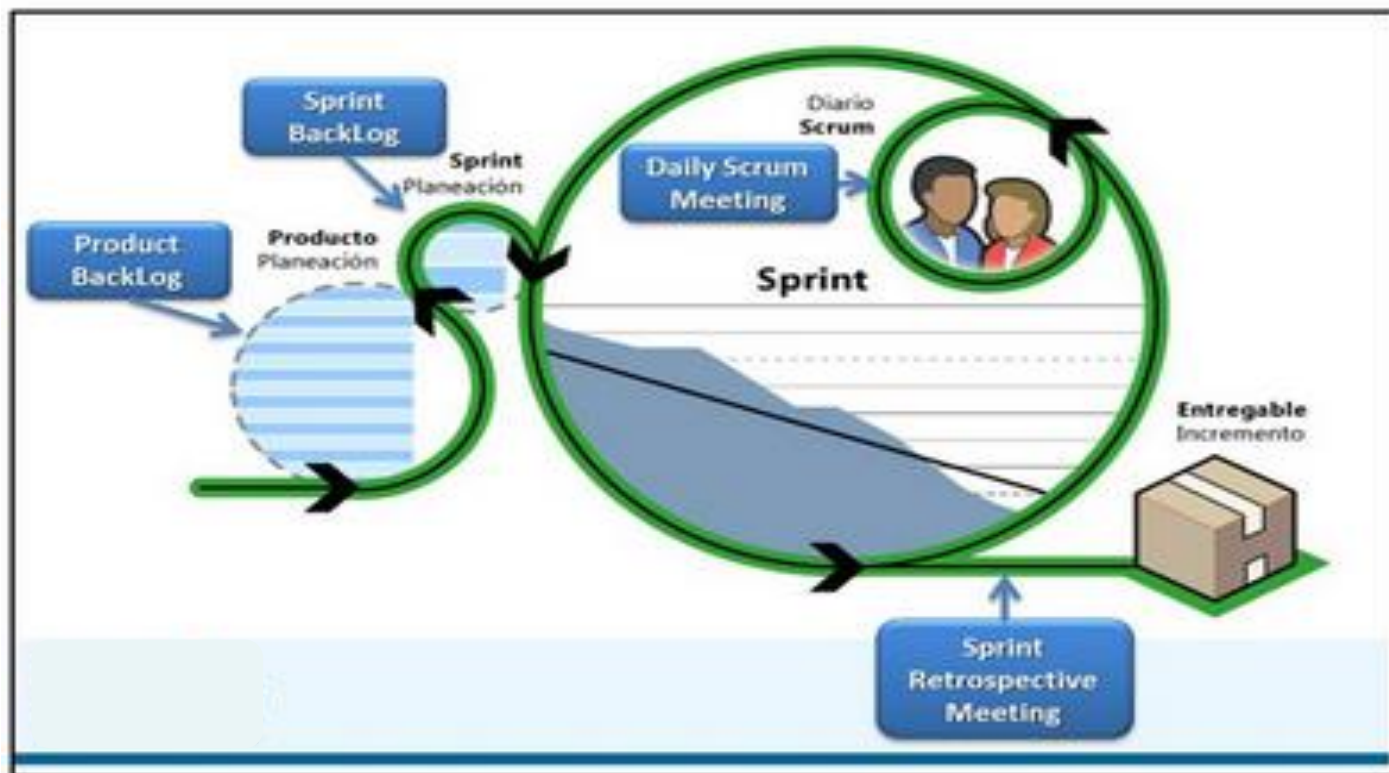 Sprint
BackLog
Sprint
Planeación
Diario
Scrum
Daily Scrum
Meeting
Product
BackLog
Producto
Planeación
Sprint
Entregable
Incremento
Sprint
Retrospective
Meeting